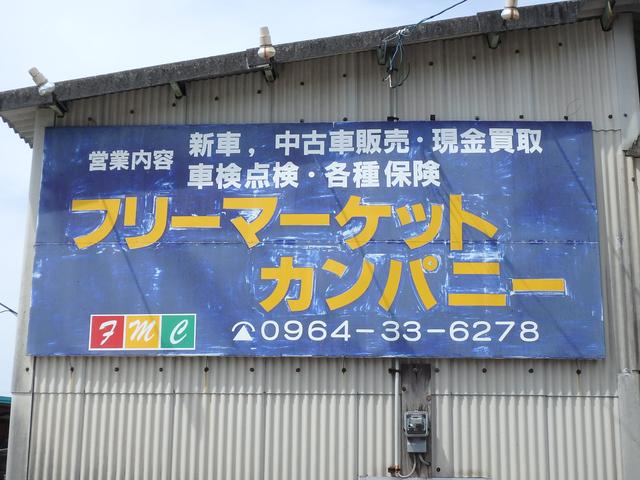 営業内容
新車，中古車販売・現金買取
車検点検・各種保険
フリーマーケット
カンパニー
FMC
☎0964-33-6278